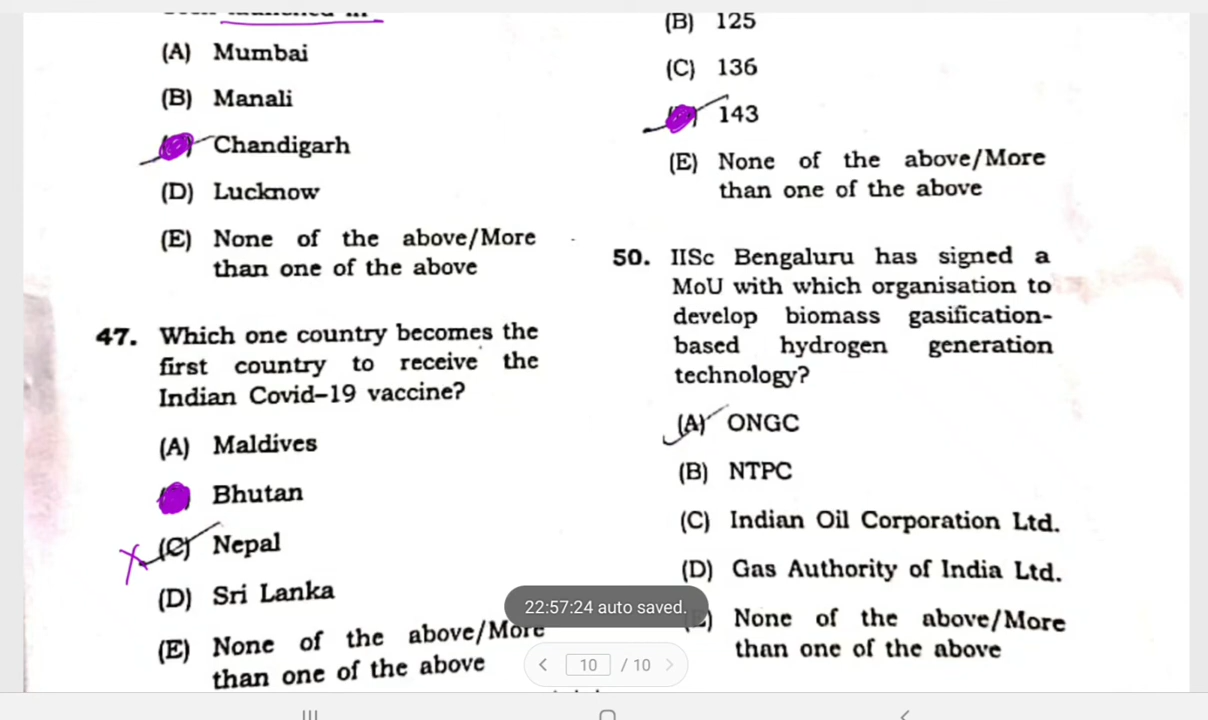 (A) Mumbai
(B) Manali
Chandigarh
(D) Lucknow
(E) None of the above/More
than one of the above
47. Which one country becomes the
first country to receive the
Indian Covid-19 vaccine?
(A) Maldives
Bhutan
(C) Nepal
(D) Sri Lanka
(E) None of the above/More
than one of the above
(B) 125
(C) 136
143
(E) None of the above/More
than one of the above
50. IISc Bengaluru has signed a
MoU with which organisation to
develop biomass gasification-
based hydrogen generation
technology?
(A) ONGC
(B) NTPC
(C) Indian Oil Corporation Ltd.
(D) Gas Authority of India Ltd.
(E) None of the above/More
than one of the above
22:57:24 auto saved.
10 / 10